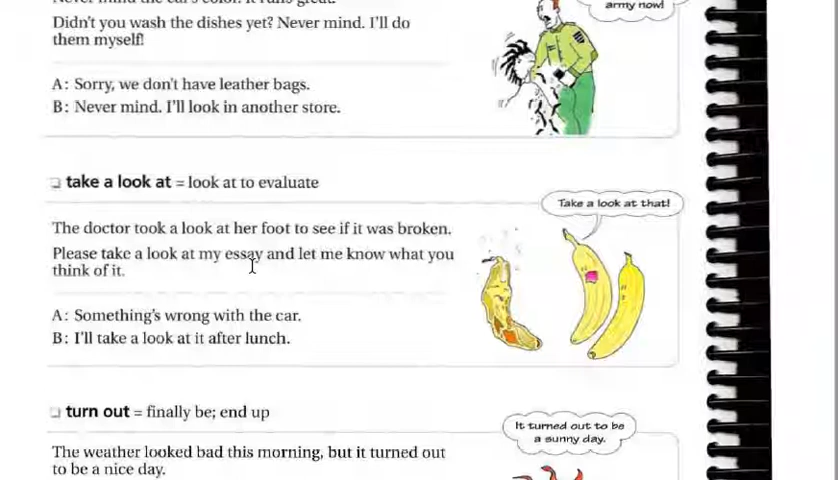 Didn't you wash the dishes yet? Never mind. I'll do
them myself!
army now!
A: Sorry, we don't have leather bags.
B: Never mind. I'll look in another store.
take a look at = look at to evaluate
Take a look at that!
The doctor took a look at her foot to see if it was broken.
Please take a look at my essay and let me know what you
think of it.
A: Something's wrong with the car.
B: I'll take a look at it after lunch.
turn out = finally be; end up
It turned out to be
a sunny day.
The weather looked bad this morning, but it turned out
to be a nice day.